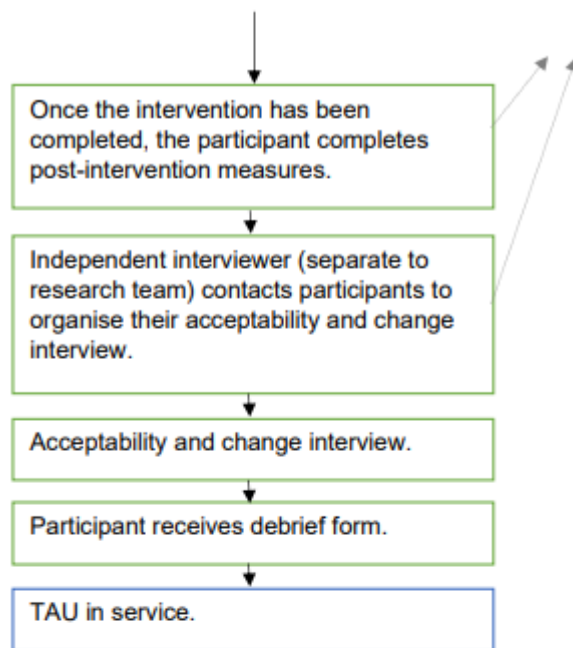 Once the intervention has been
completed, the participant completes
post-intervention measures.
Independent interviewer (separate to
research team) contacts participants to
organise their acceptability and change
interview.
Acceptability and change interview.
Participant receives debrief form.
TAU in service.